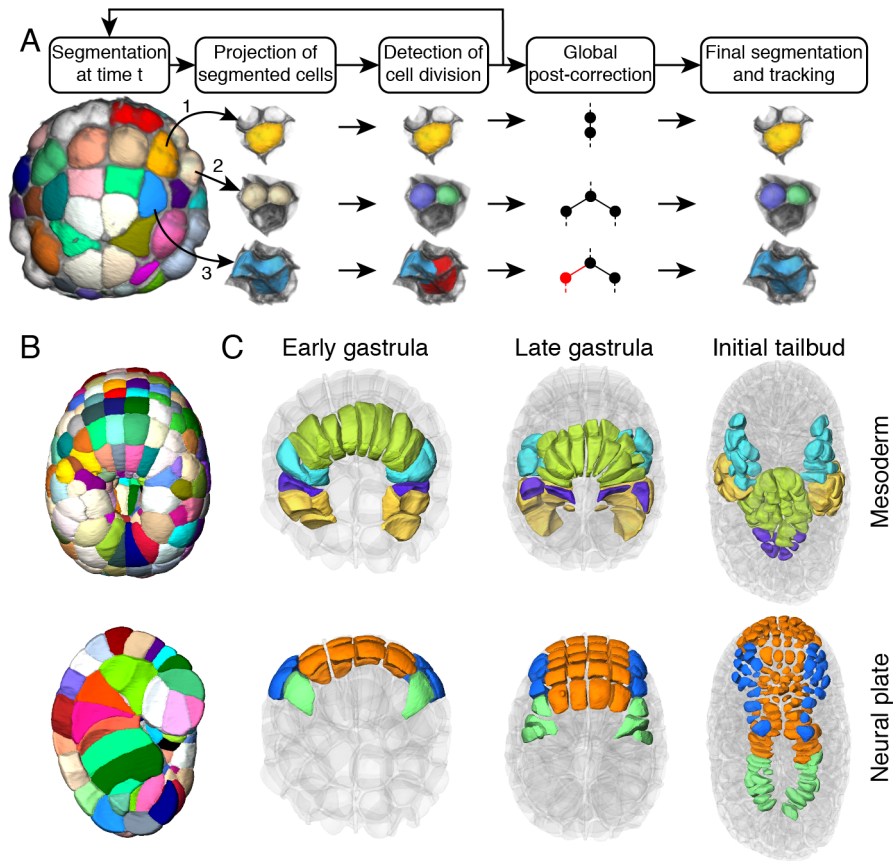 A
Segmentation
at time t
Projection of
segmented cells
Detection of
cell division
Global
post-correction
Final segmentation
and tracking
1
2
3
B
C
Early gastrula
Late gastrula
Initial tailbud
Mesoderm
Neural plate